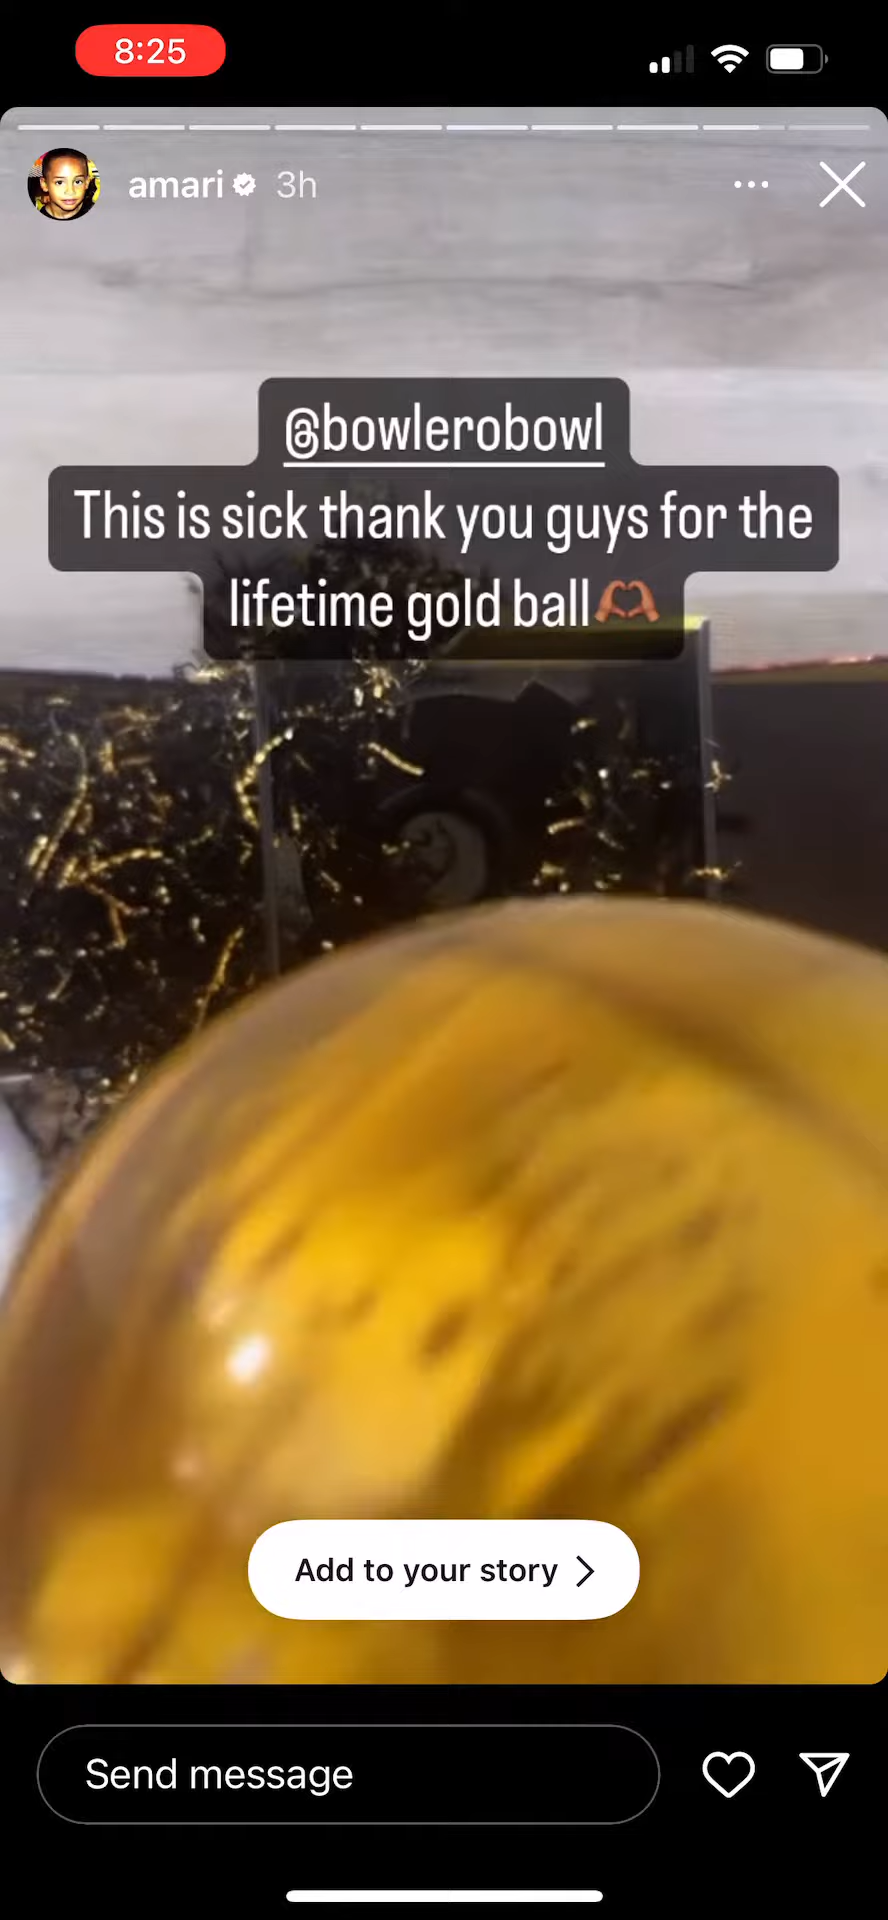 8:25
amari 3h
@bowlerobowl
This is sick thank you guys for the
lifetime gold ball🫶🏽
Add to your story
Send message